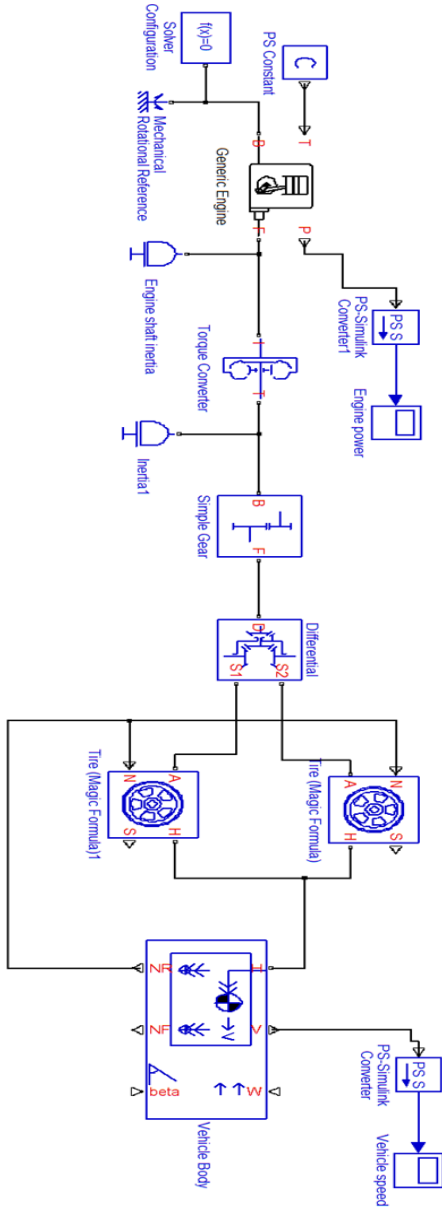 f(x)=0
Solver
Configuration
C
PS Constant
Mechanical
Rotational Reference
T
P
B
F
Generic Engine
PS S
PS-Simulink
Converter1
Engine power
Engine shaft inertia
I
T
Torque Converter
Inertia1
B
F
Simple Gear
Differential
D
S1
S2
N
A
S
H
Tire (Magic Formula)1
N
A
S
H
Tire (Magic Formula)
H
V
W
NR
NF
beta
V
Vehicle Body
PS S
PS-Simulink
Converter
Vehicle speed